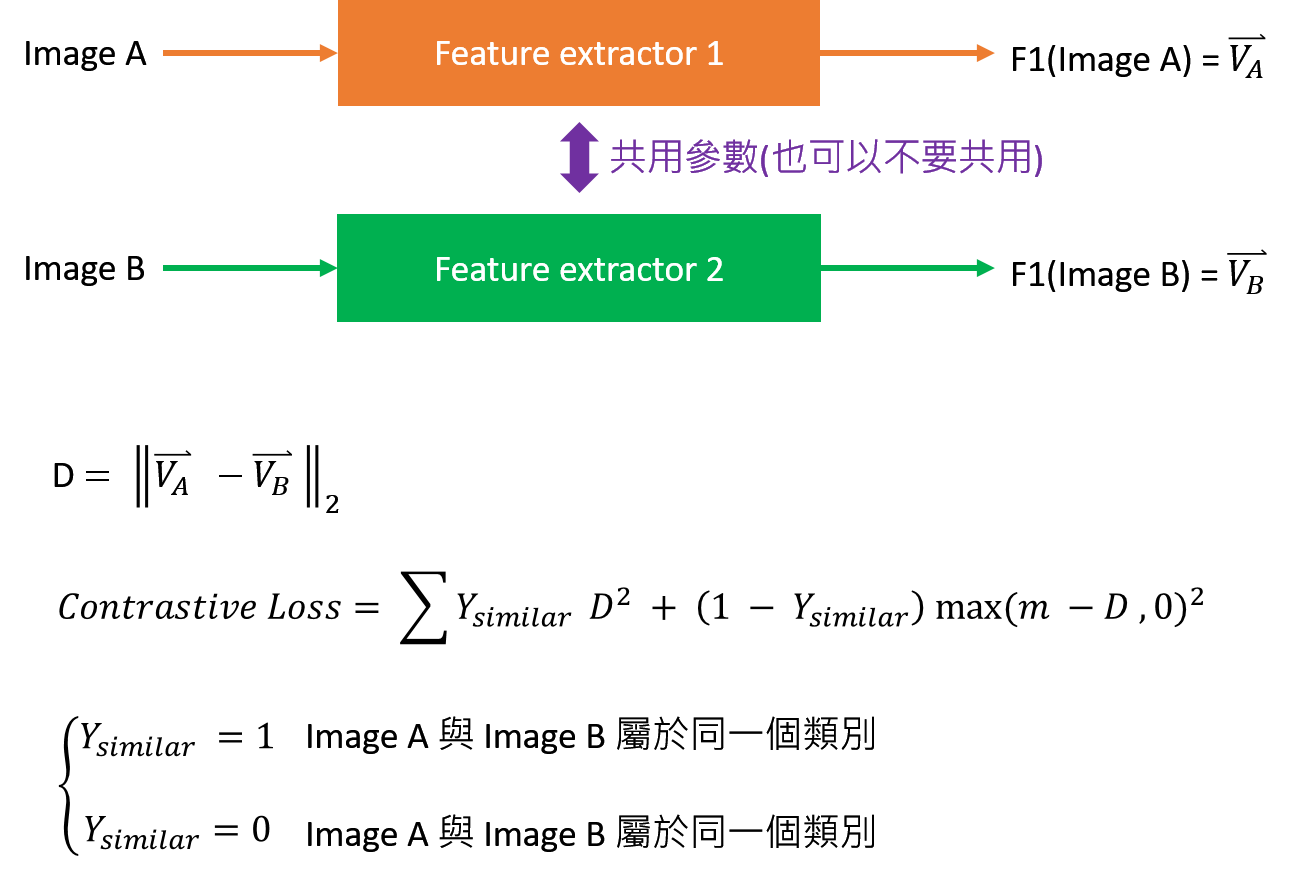 Image A Feature extractor 1 F1(Image A) = $\overrightarrow{V_A}$
共用參數(也可以不要共用)
Image B Feature extractor 2 F1(Image B) = $\overrightarrow{V_B}$
D = $\left\| \overrightarrow{V_A} - \overrightarrow{V_B} \right\|_2$
$Contrastive\ Loss = \sum Y_{similar}\ D^2 + (1 - Y_{similar}) \max(m - D, 0)^2$
$Y_{similar} = 1$ Image A 與 Image B 屬於同一個類別
$Y_{similar} = 0$ Image A 與 Image B 屬於同一個類別